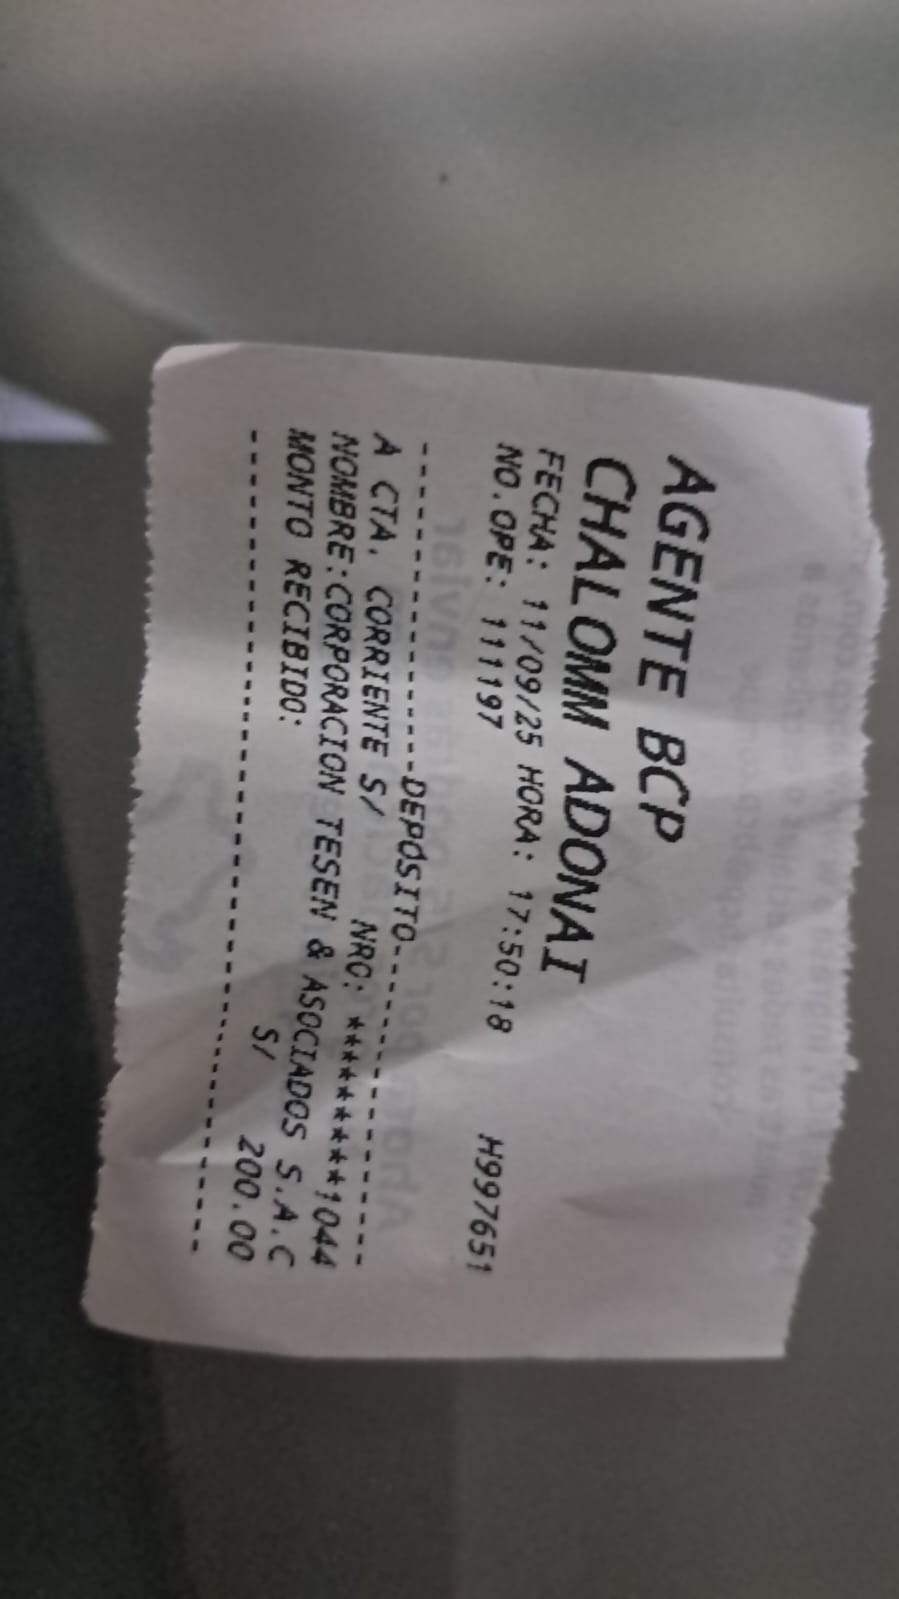 AGENTE BCP
CHALOMM ADONAI
FECHA: 11/09/25 HORA: 17:50:18
NO.OPE: 111197 H997651
---------------DEPOSITO---------------
A CTA. CORRIENTE S/ NRO: *********1044
NOMBRE:CORPORACION TESEN & ASOCIADOS S.A.C
MONTO RECIBIDO: S/ 200.00
--------------------------------------